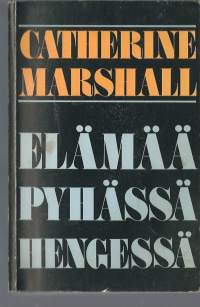 CATHERINE
MARSHALL
ELÄMÄÄ
PYHÄSSÄ
HENGESSÄ